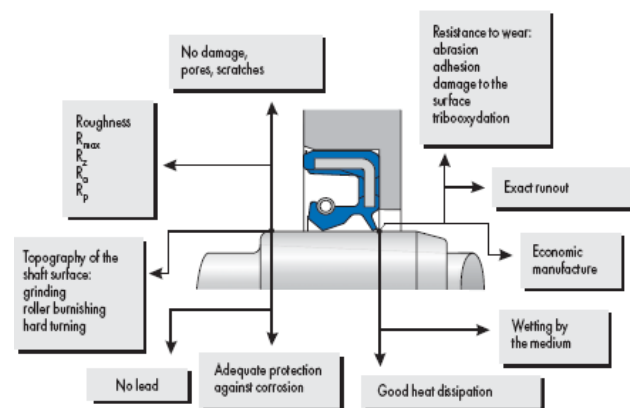 No damage,
pores, scratches
Resistance to wear:
abrasion
adhesion
damage to the
surface
tribooxydation
Roughness
Rmax
Rz
Ra
Rp
Exact runout
Topography of the
shaft surface:
grinding
roller burnishing
hard turning
Economic
manufacture
No lead
Adequate protection
against corrosion
Good heat dissipation
Wetting by
the medium